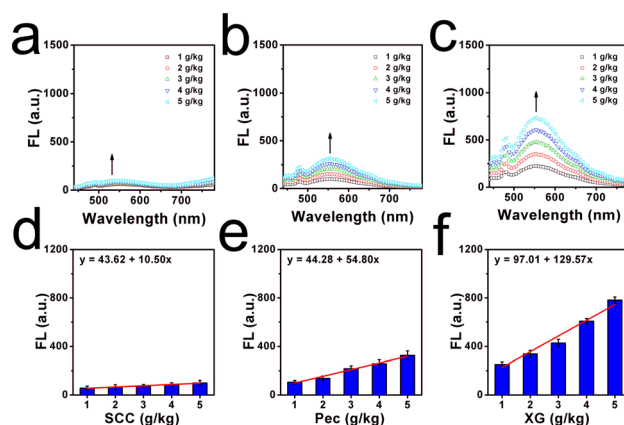 a
b
c
1500
1000
500
0
FL (a.u.)
1 g/kg
2 g/kg
3 g/kg
4 g/kg
5 g/kg
500 600 700
Wavelength (nm)
1500
1000
500
0
FL (a.u.)
1 g/kg
2 g/kg
3 g/kg
4 g/kg
5 g/kg
500 600 700
Wavelength (nm)
1500
1000
500
0
FL (a.u.)
1 g/kg
2 g/kg
3 g/kg
4 g/kg
5 g/kg
500 600 700
Wavelength (nm)
d
e
f
1200
800
400
0
FL (a.u.)
y = 43.62 + 10.50x
1 2 3 4 5
SCC (g/kg)
1200
800
400
0
FL (a.u.)
y = 44.28 + 54.80x
1 2 3 4 5
Pec (g/kg)
1200
800
400
0
FL (a.u.)
y = 97.01 + 129.57x
1 2 3 4 5
XG (g/kg)